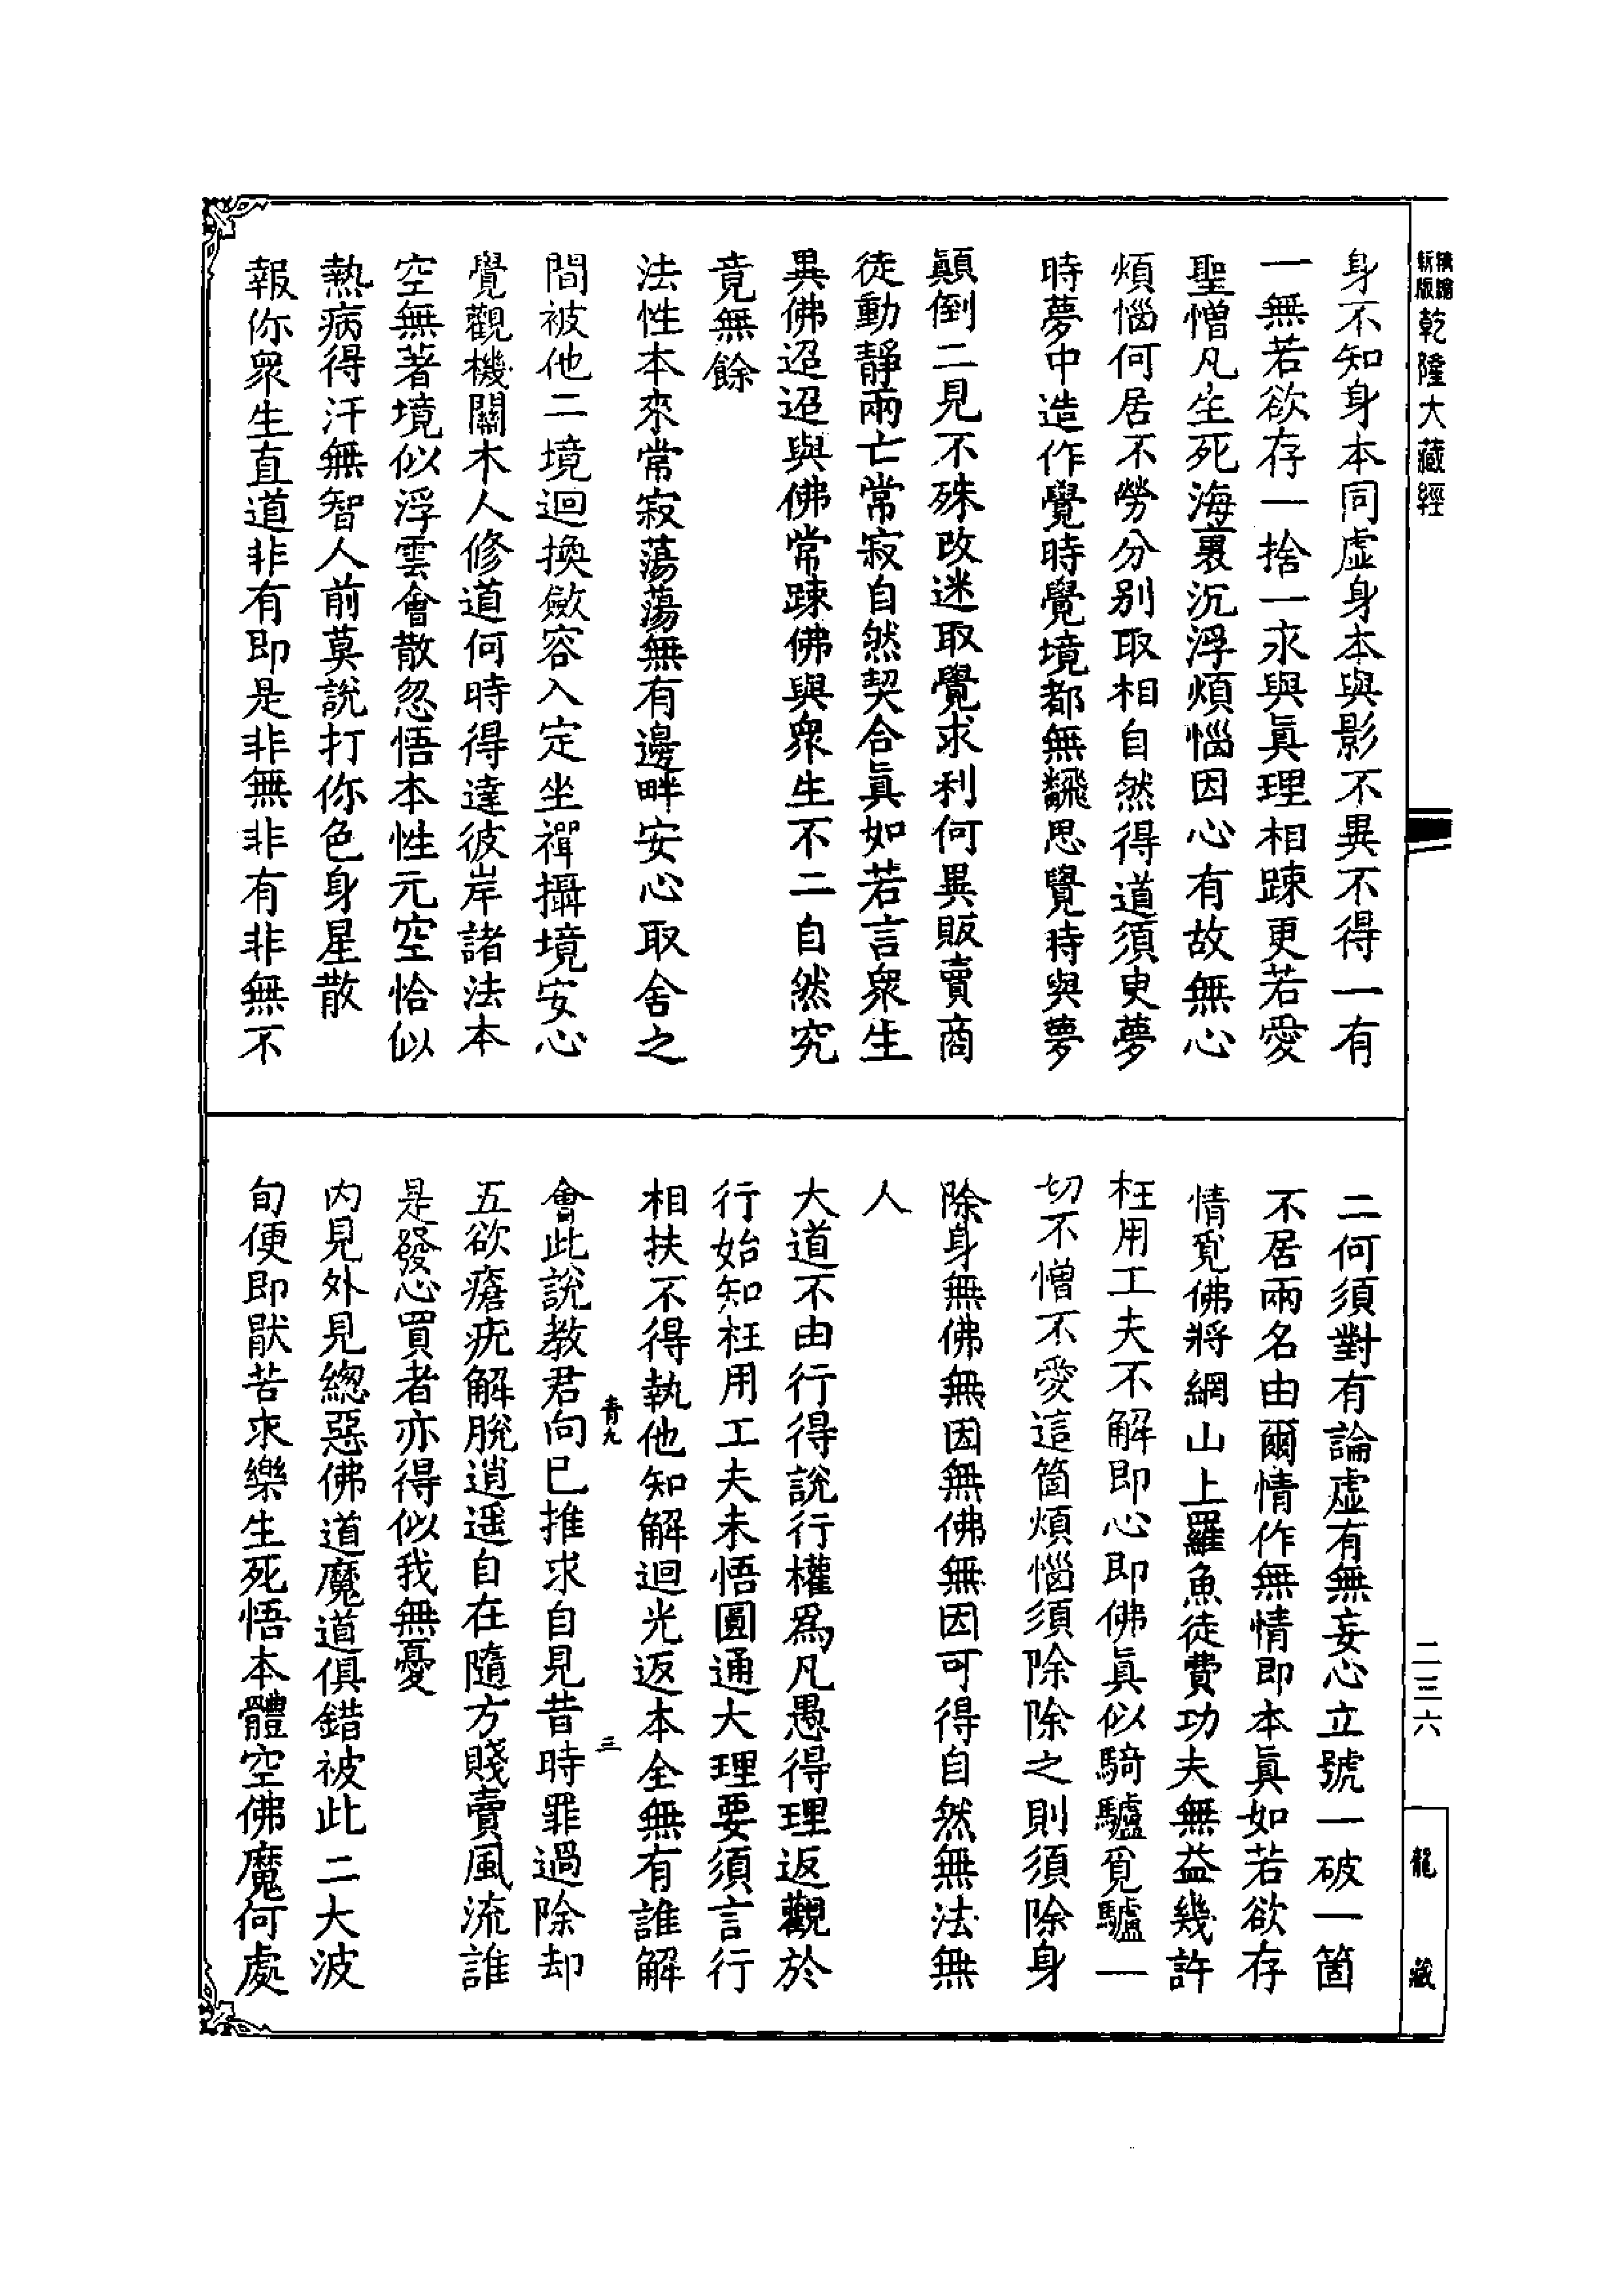 精縮
新版
乾隆大藏經
身不知身本同虛身本與影不異不得一有
一無若欲存一捨一求與眞理相踈更若愛
聖憎凡生死海裏沉浮煩惱因心有故無心
煩惱何居不勞分別取相自然得道須臾夢
時夢中造作覺時覺境都無飜思覺時與夢
顚倒二見不殊改迷取覺求利何異販賣商
徒動靜兩亡常寂自然契合眞如若言衆生
異佛迢迢與佛常踈佛與衆生不二自然究
竟無餘
法性本來常寂蕩蕩無有邊畔安心取舍之
間被他二境迴換斂容入定坐禪攝境安心
覺觀機關木人修道何時得達彼岸諸法本
空無著境似浮雲會散忽悟本性元空恰似
熱病得汗無智人前莫說打你色身星散
報你衆生直道非有即是非無非有非無不
二何須對有論虛有無妄心立號一破一箇
不居兩名由爾情作無情即本眞如若欲存
情覓佛將網山上羅魚徒費功夫無益幾許
枉用工夫不解即心即佛眞似騎驢覓驢一
切不憎不愛這箇煩惱須除除之則須除身
除身無佛無因無佛無因可得自然無法無
人
大道不由行得說行權爲凡愚得理返觀於
行始知枉用工夫未悟圓通大理要須言行
相扶不得執他知解迴光返本全無有誰解
青九
三
會此說教君向已推求自見昔時罪過除却
五欲瘡疣解脫逍遥自在隨方賤賣風流誰
是發心買者亦得似我無憂
内見外見總惡佛道魔道俱錯被此二大波
旬便即厭苦求樂生死悟本體空佛魔何處
二三六
龍藏